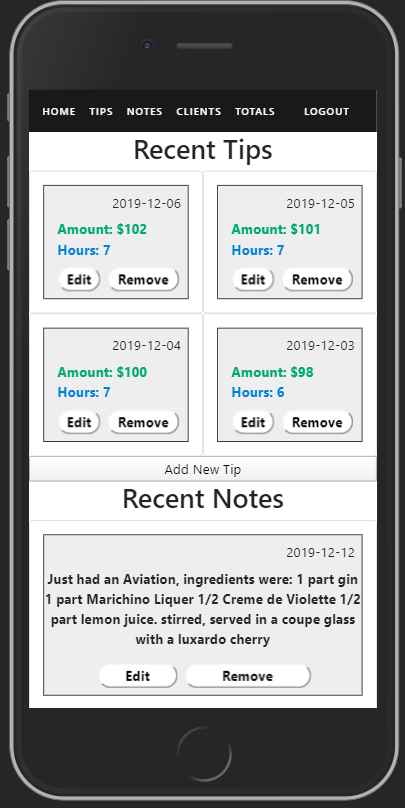 HOME TIPS NOTES CLIENTS TOTALS LOGOUT
Recent Tips
2019-12-06
Amount: $102
Hours: 7
Edit Remove
2019-12-05
Amount: $101
Hours: 7
Edit Remove
2019-12-04
Amount: $100
Hours: 7
Edit Remove
2019-12-03
Amount: $98
Hours: 6
Edit Remove
Add New Tip
Recent Notes
2019-12-12
Just had an Aviation, ingredients were: 1 part gin
1 part Marichino Liquer 1/2 Creme de Violette 1/2
part lemon juice. stirred, served in a coupe glass
with a luxardo cherry
Edit Remove